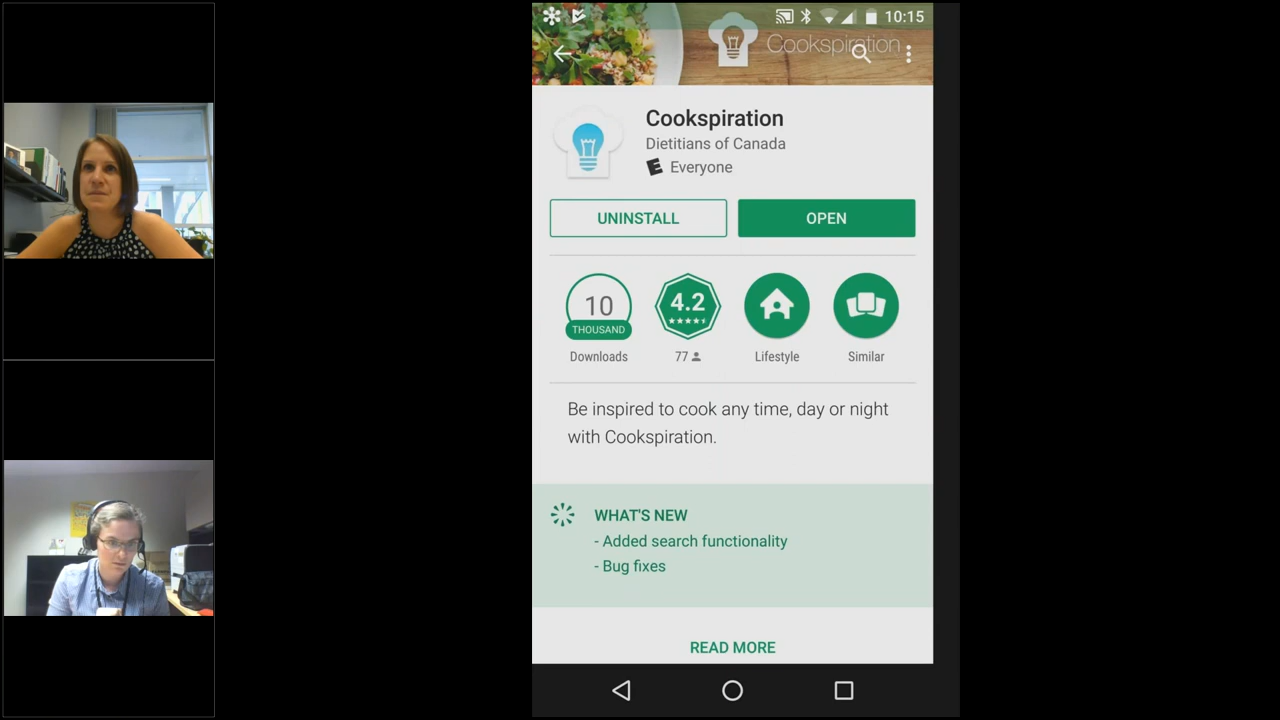 10:15
Cookspiration
Cookspiration
Dietitians of Canada
E Everyone
UNINSTALL
OPEN
10
THOUSAND
Downloads
4.2
77
Lifestyle
Similar
Be inspired to cook any time, day or night
with Cookspiration.
WHAT'S NEW
- Added search functionality
- Bug fixes
READ MORE